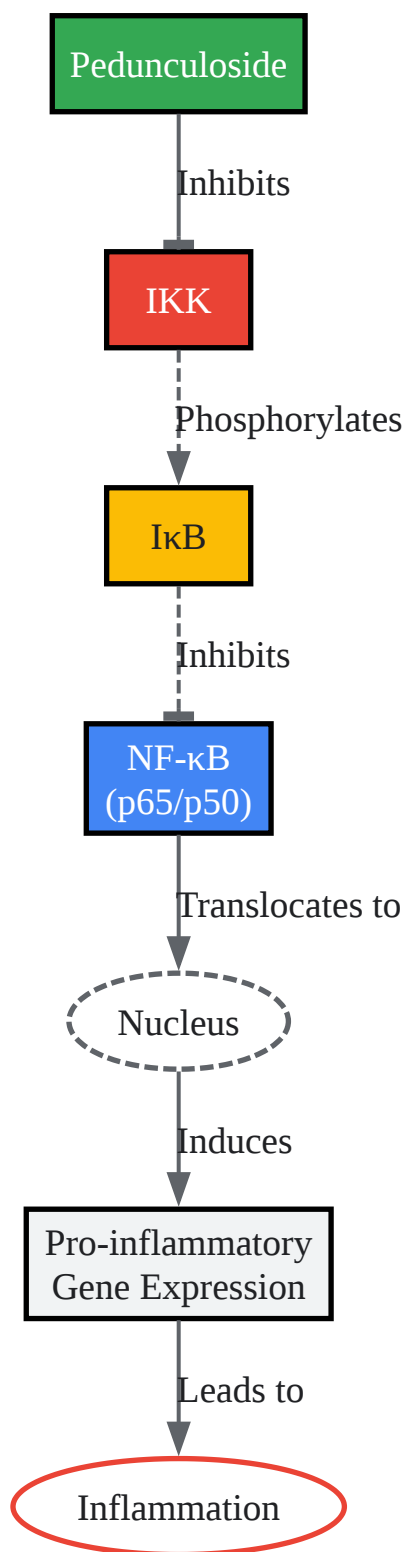 Pedunculoside
Inhibits
IKK
Phosphorylates
IκB
Inhibits
NF-κB
(p65/p50)
Translocates to
Nucleus
Induces
Pro-inflammatory
Gene Expression
Leads to
Inflammation